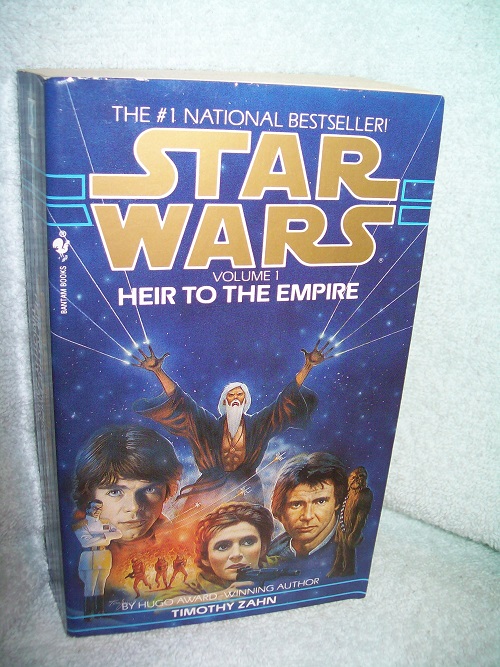 THE #1 NATIONAL BESTSELLER!
STAR
WARS
®
VOLUME 1
HEIR TO THE EMPIRE
BANTAM BOOKS
BY HUGO AWARD-WINNING AUTHOR
TIMOTHY ZAHN